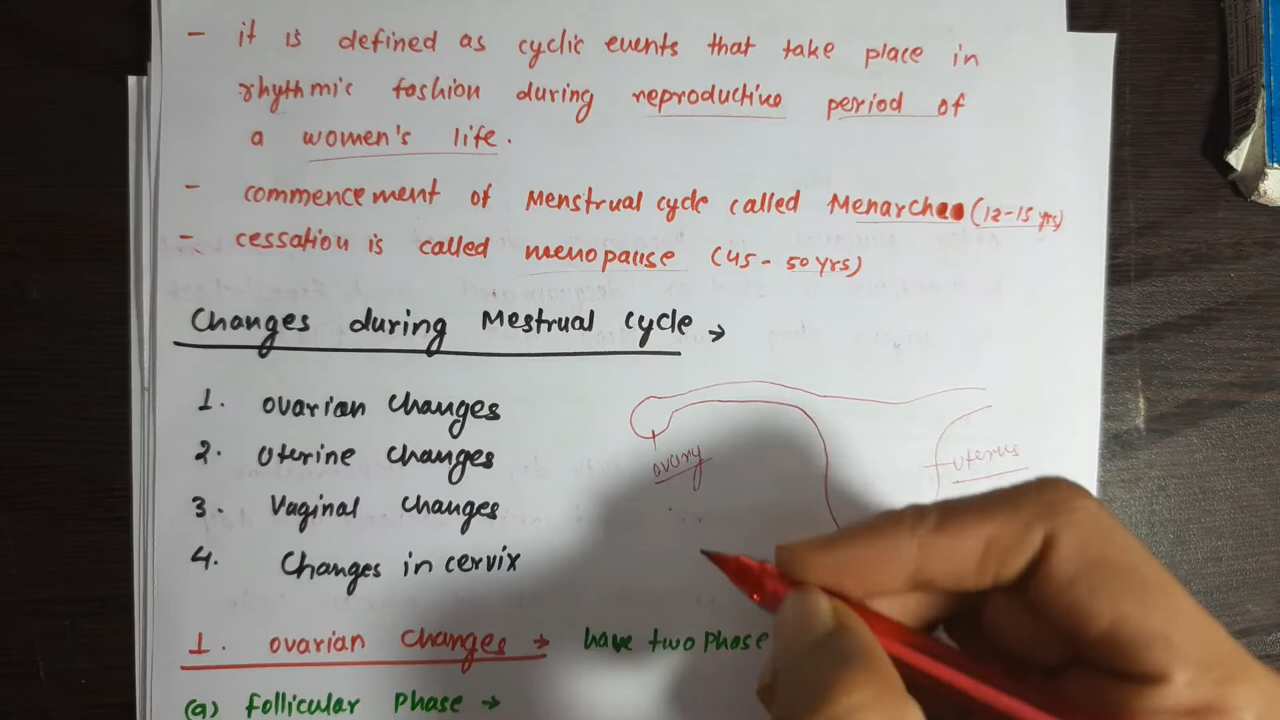 - it is defined as cyclic events that take place in
rhythmic fashion during reproductive period of
a women's life.
- commencement of Menstrual cycle called Menarche (12-15 yrs)
- cessation is called menopause (45 - 50 yrs)
Changes during Mestrual cycle →
1. ovarian changes
2. Uterine changes
3. Vaginal changes
4. Changes in cervix
ovary
uterus
1. ovarian changes → have two phase
(a) follicular phase →